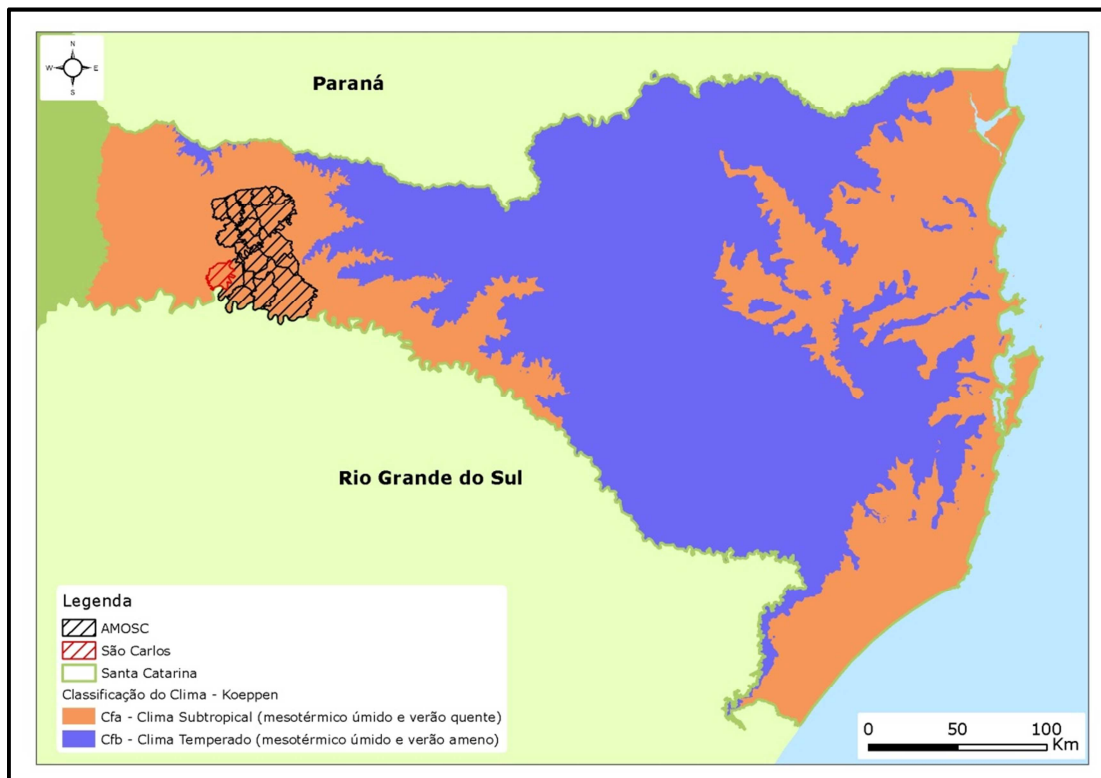 N
W E
S
Paraná
Rio Grande do Sul
Legenda
AMOSC
São Carlos
Santa Catarina
Classificação do Clima - Koeppen
Cfa - Clima Subtropical (mesotérmico úmido e verão quente)
Cfb - Clima Temperado (mesotérmico úmido e verão ameno)
0 50 100
Km